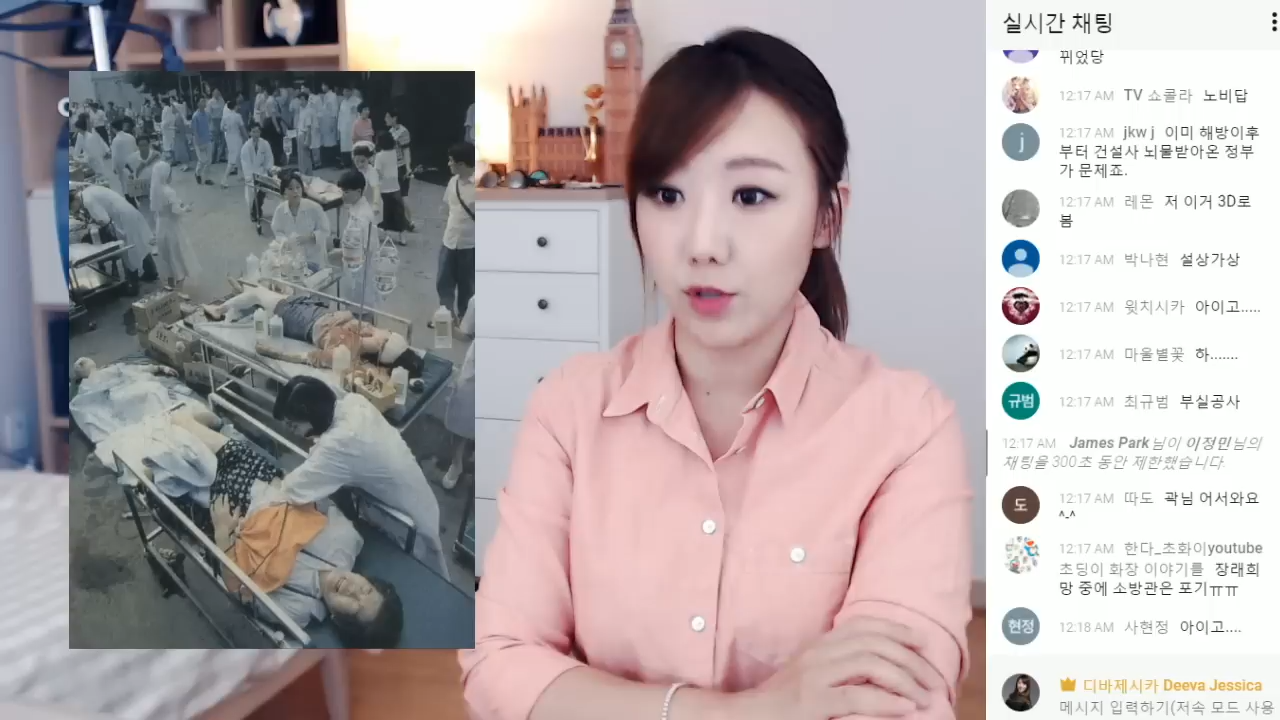 실시간 채팅
뀌었당
12:17 AM TV 쇼콜라 노비답
12:17 AM jkw j 이미 해방이후
부터 건설사 뇌물받아온 정부
가 문제죠.
12:17 AM 레몬 저 이거 3D로
봄
12:17 AM 박나현 설상가상
12:17 AM 윗치시카 아이고.....
12:17 AM 마울별꽃 하.......
규범 12:17 AM 최규범 부실공사
12:17 AM James Park님이 이정민님의
채팅을 300초 동안 제한했습니다.
도 12:17 AM 따도 곽님 어서와요
^-^
12:17 AM 한다_초화이youtube
초딩이 화장 이야기를 장래희
망 중에 소방관은 포기ㅠㅠ
현정 12:18 AM 사현정 아이고....
디바제시카 Deeva Jessica
메시지 입력하기(저속 모드 사용